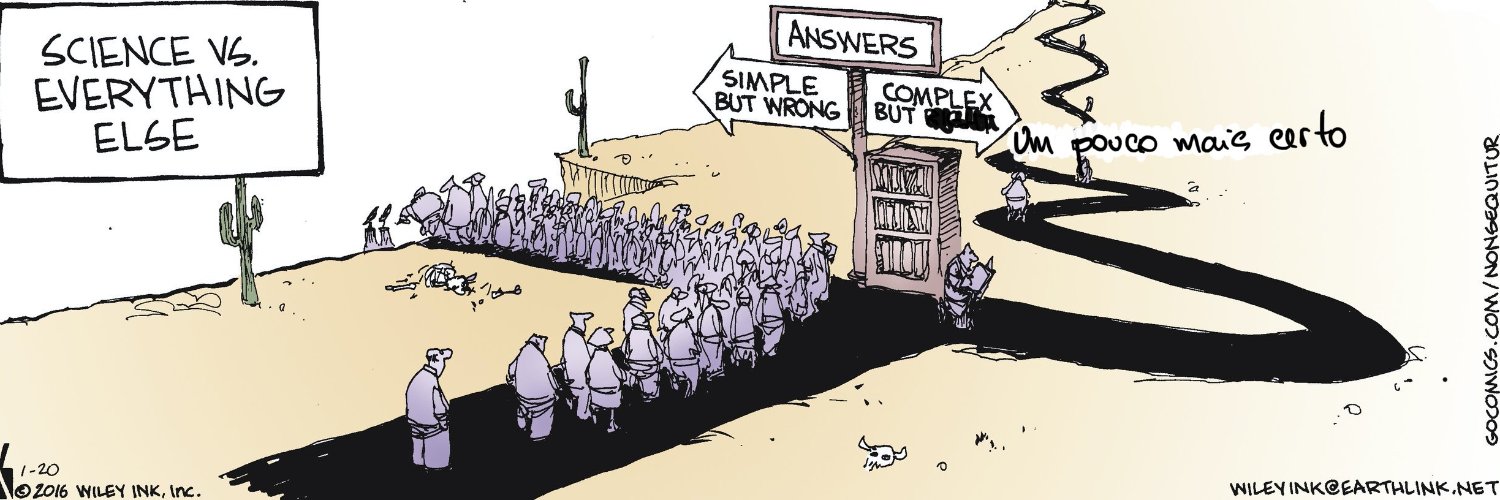 SCIENCE VS.
EVERYTHING
ELSE
ANSWERS
SIMPLE
BUT WRONG
COMPLEX
BUT
Um pouco mais certo
1-20
©2016 WILEY INK, INC.
WILEYINK@EARTHLINK.NET
GOCOMICS.COM/NONSEQUITUR